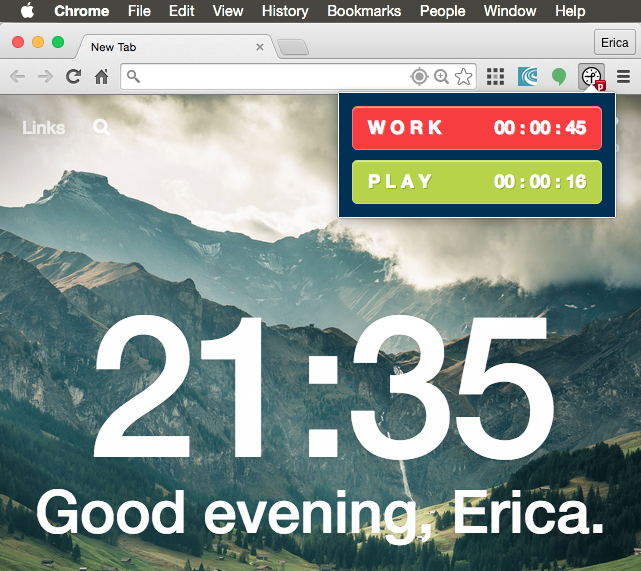 Chrome File Edit View History Bookmarks People Window Help
New Tab
Erica
p
Links
WORK 00:00:45
PLAY 00:00:16
21:35
Good evening, Erica.